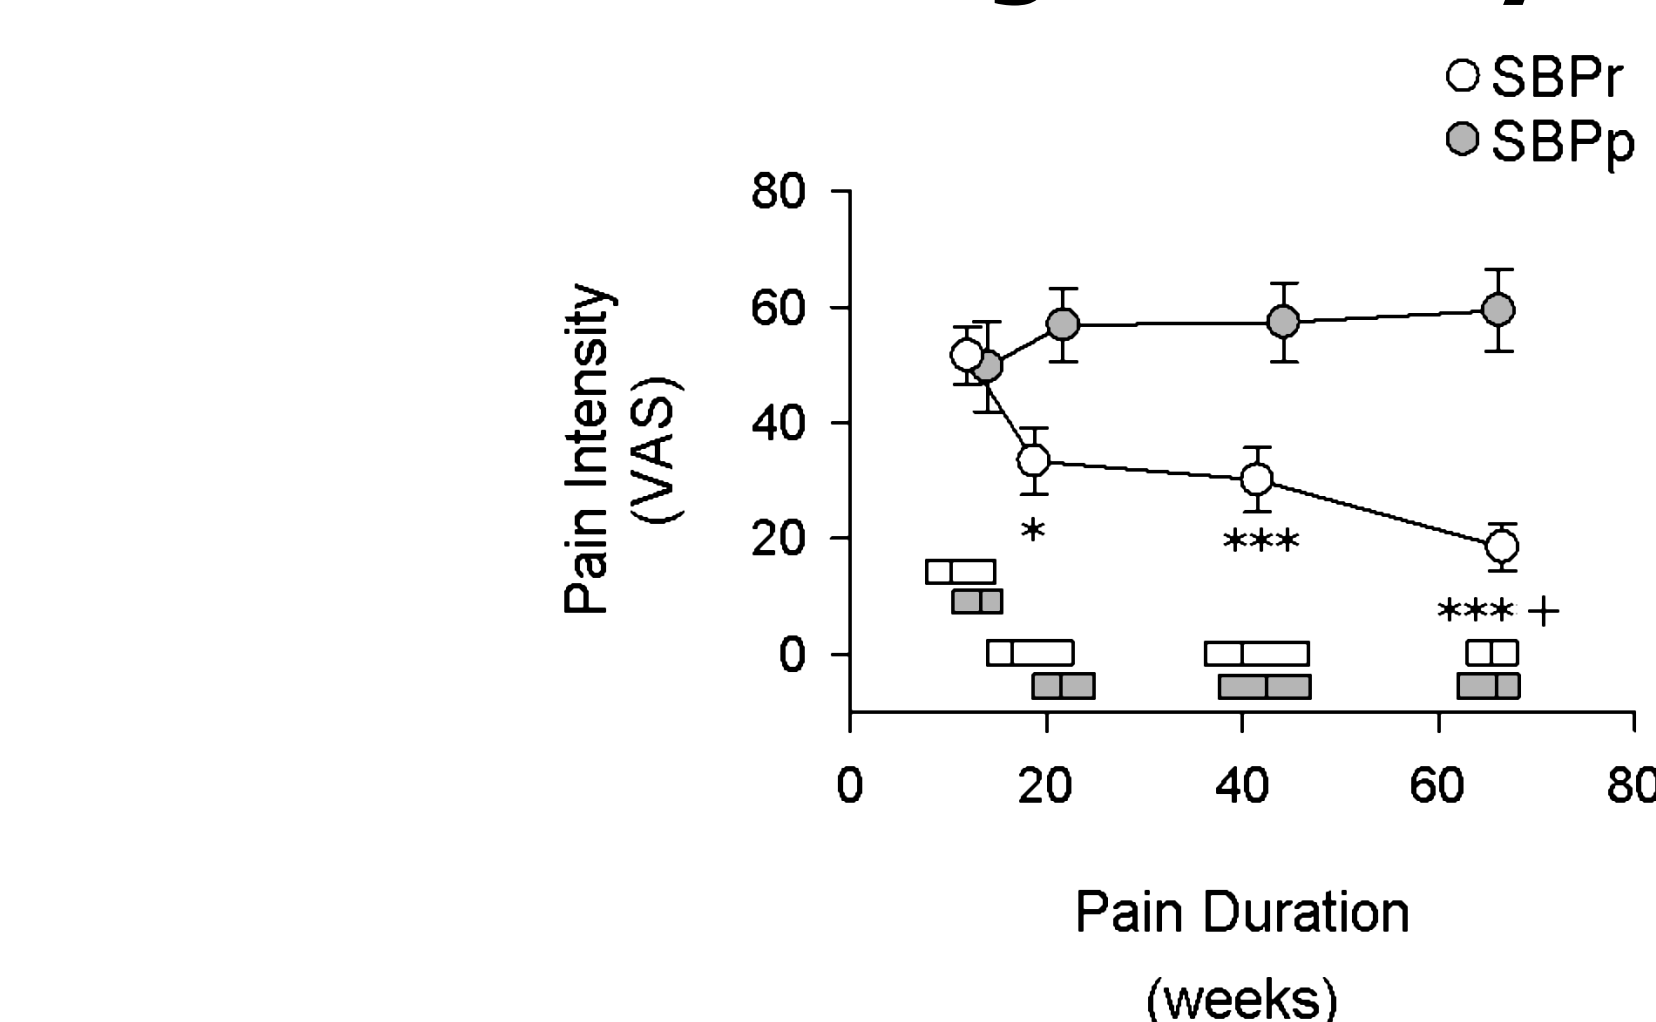 SBPr
SBPp
80
60
40
20
0
Pain Intensity
(VAS)
*
***
*** +
0 20 40 60 80
Pain Duration
(weeks)